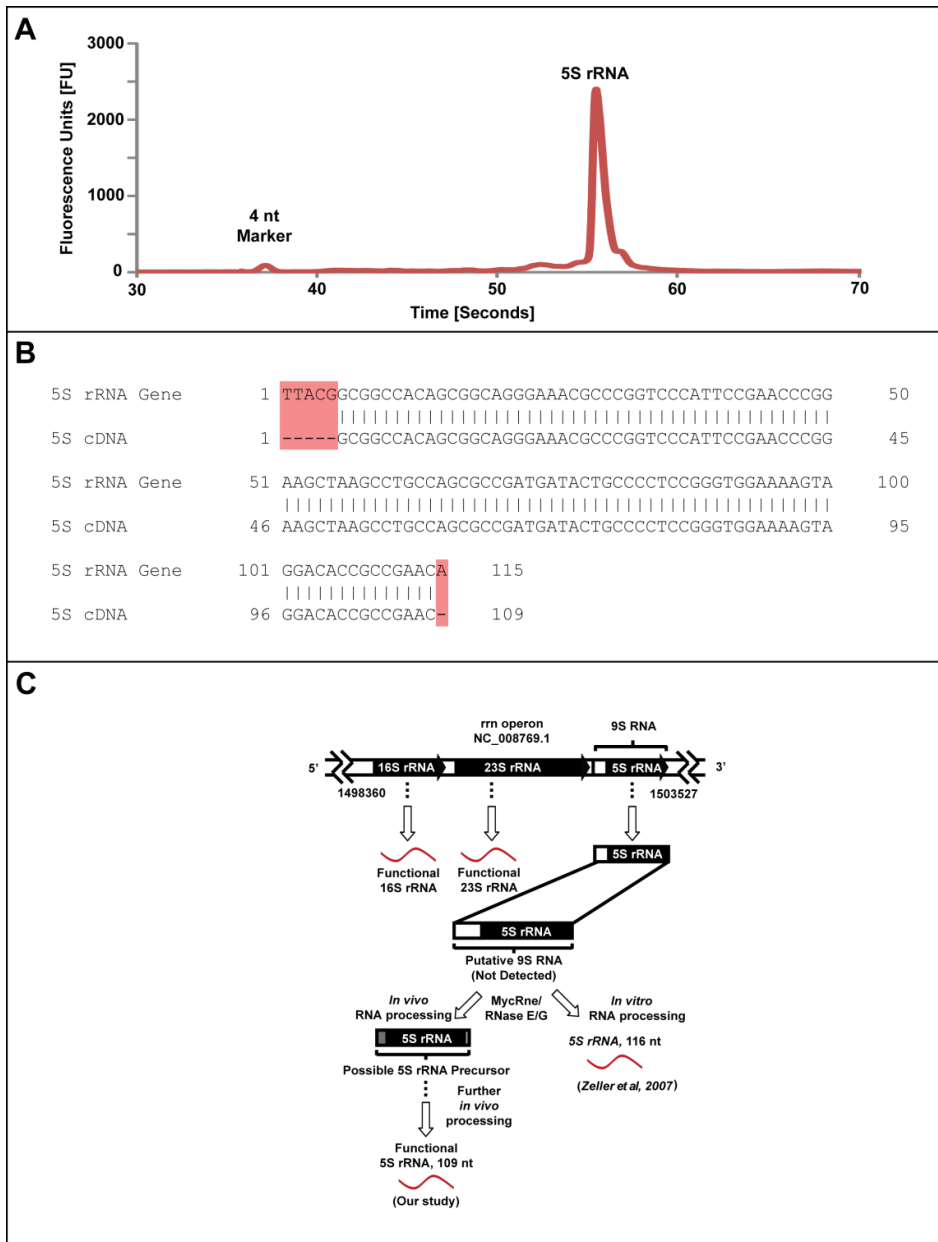 A
Fluorescence Units [FU]
3000
2000
1000
0
5S rRNA
4 nt
Marker
30 40 50 60 70
Time [Seconds]
B
5S rRNA Gene 1 TTACGGCGGCCACAGCGGCAGGGAAACGCCCGGTCCCATTCCGAACCCGG 50
5S cDNA 1 -----GCGGCCACAGCGGCAGGGAAACGCCCGGTCCCATTCCGAACCCGG 45
5S rRNA Gene 51 AAGCTAAGCCTGCCAGCGCCGATGATACTGCCCCTCCGGGTGGAAAAGTA 100
5S cDNA 46 AAGCTAAGCCTGCCAGCGCCGATGATACTGCCCCTCCGGGTGGAAAAGTA 95
5S rRNA Gene 101 GGACACCGCCGAACA 115
5S cDNA 96 GGACACCGCCGAAC- 109
C
rrn operon
NC_008769.1
9S RNA
5' 16S rRNA 23S rRNA 5S rRNA 3'
1498360 1503527
Functional
16S rRNA
Functional
23S rRNA
5S rRNA
5S rRNA
Putative 9S RNA
(Not Detected)
In vivo
RNA processing
MycRne/
RNase E/G
In vitro
RNA processing
5S rRNA
5S rRNA, 116 nt
Possible 5S rRNA Precursor
(Zeller et al, 2007)
Further
in vivo
processing
Functional
5S rRNA, 109 nt
(Our study)